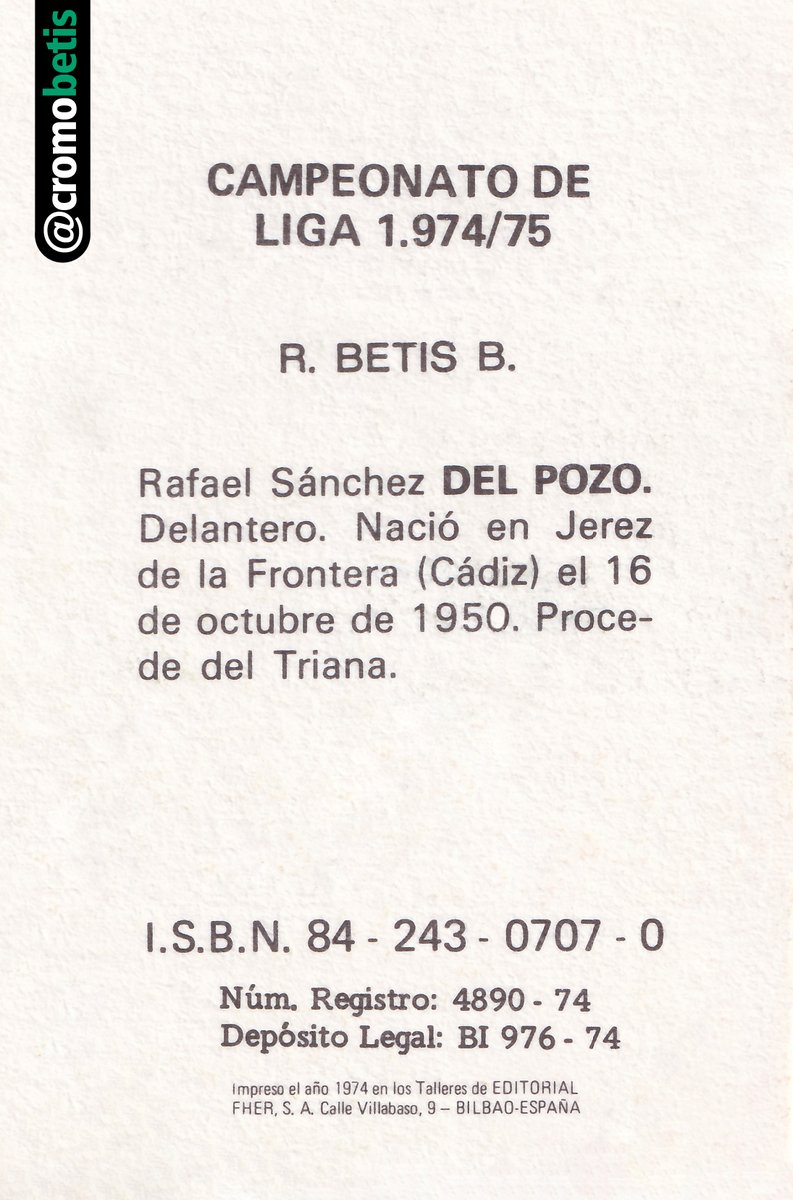 @cromobetis
CAMPEONATO DE
LIGA 1.974/75
R. BETIS B.
Rafael Sánchez DEL POZO.
Delantero. Nació en Jerez
de la Frontera (Cádiz) el 16
de octubre de 1950. Proce-
de del Triana.
I.S.B.N. 84 - 243 - 0707 - 0
Núm. Registro: 4890 - 74
Depósito Legal: BI 976 - 74
Impreso el año 1974 en los Talleres de EDITORIAL
FHER, S. A. Calle Villabaso, 9 – BILBAO-ESPAÑA